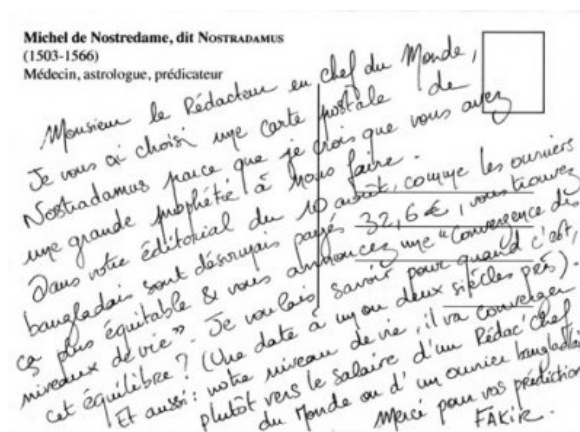 Michel de Nostredame, dit NOSTRADAMUS
(1503-1566)
Médecin, astrologue, prédicateur
Monsieur le Rédacteur en chef du Monde,
Je vous ai choisi une carte postale de
Nostradamus parce que je crois que vous avez
une grande prophétie à nous faire.
Dans votre éditorial du 10 août, comme les ouvriers
bangladais sont désormais payés 32,6 €, vous trouvez
ça plus équitable & vous annoncez une "convergence des
niveaux de vie". Je voulais savoir pour quand c'est,
cet équilibre ? (Une date à un ou deux siècles près).
Et aussi : votre niveau de vie, il va converger
plutôt vers le salaire d'un Rédac'chef
du Monde ou d'un ouvrier bangladais
Merci pour vos prédictions
FAKIR.